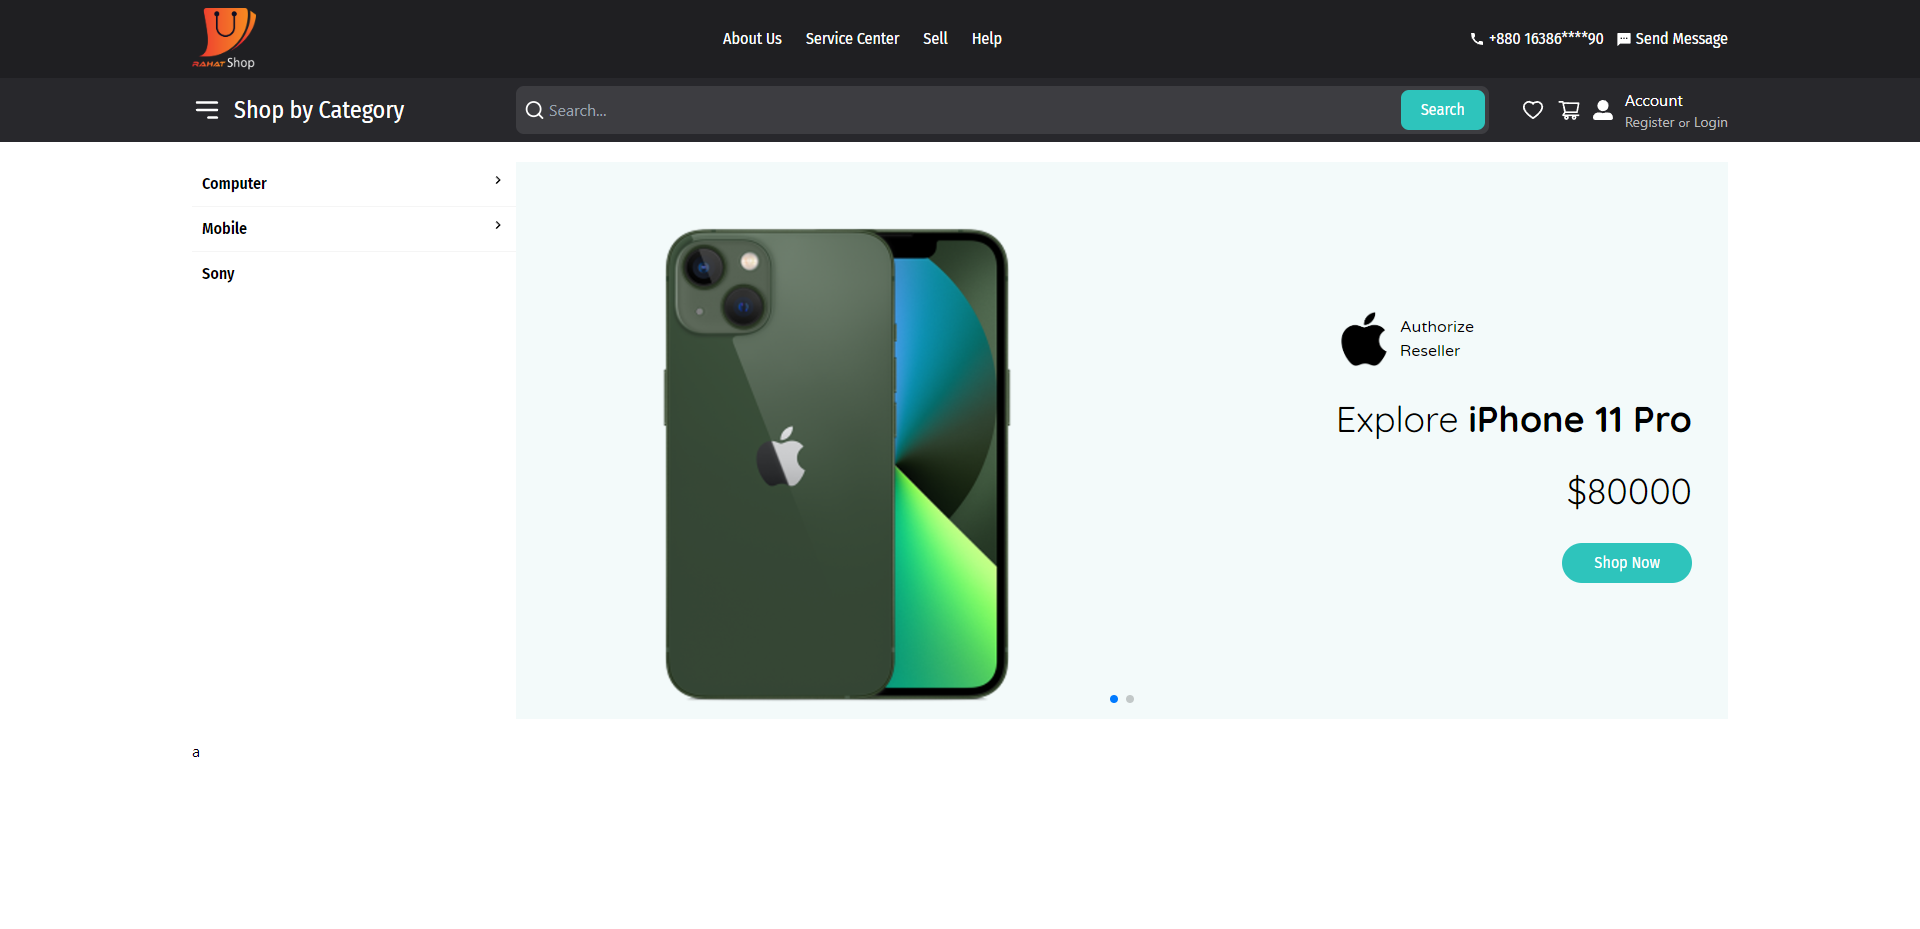 RAHAT Shop
About Us Service Center Sell Help
+880 16386****90 Send Message
Shop by Category
Search...
Search
Account
Register or Login
Computer
Mobile
Sony
Authorize
Reseller
Explore iPhone 11 Pro
$80000
Shop Now
a